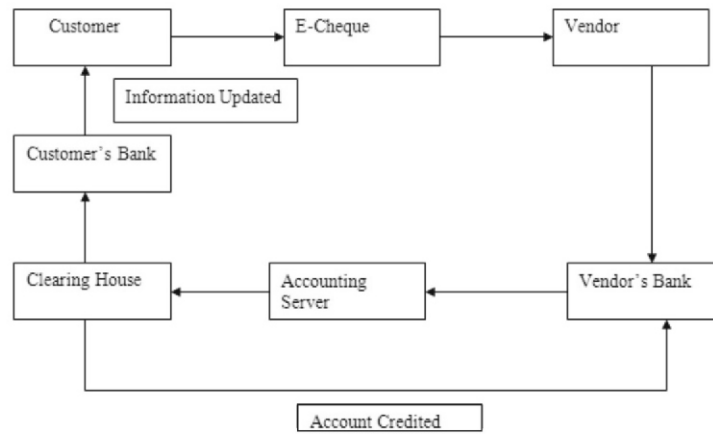 Customer
E-Cheque
Vendor
Information Updated
Customer’s Bank
Clearing House
Accounting
Server
Vendor’s Bank
Account Credited